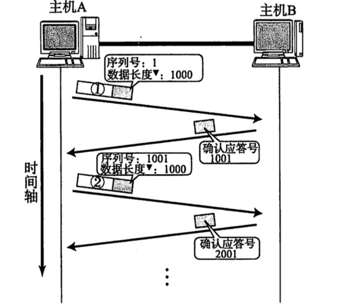 主机A
主机B
序列号：1
数据长度▼：1000
①
确认应答号
1001
序列号：1001
数据长度▼：1000
②
确认应答号
2001
时间轴